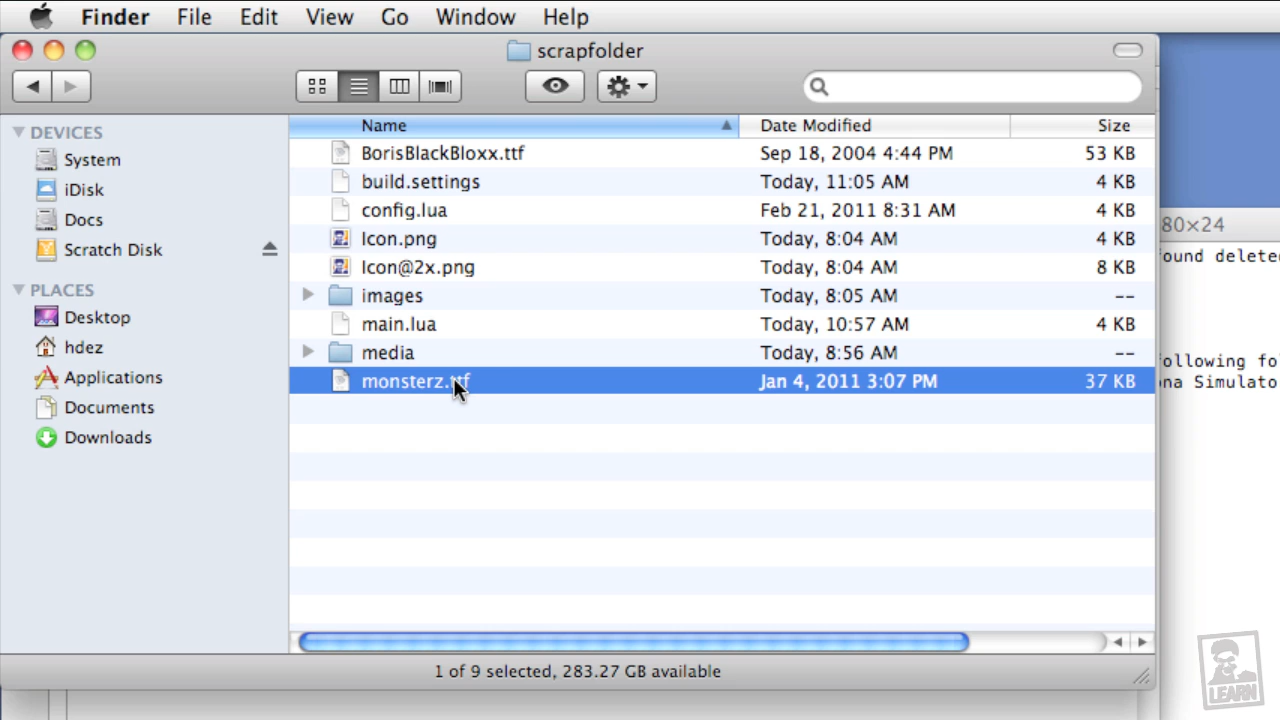 Finder File Edit View Go Window Help
scrapfolder
Name Date Modified Size
DEVICES
System
iDisk
Docs
Scratch Disk
PLACES
Desktop
hdez
Applications
Documents
Downloads
BorisBlackBloxx.ttf Sep 18, 2004 4:44 PM 53 KB
build.settings Today, 11:05 AM 4 KB
config.lua Feb 21, 2011 8:31 AM 4 KB
Icon.png Today, 8:04 AM 4 KB
Icon@2x.png Today, 8:04 AM 8 KB
images Today, 8:05 AM --
main.lua Today, 10:57 AM 4 KB
media Today, 8:56 AM --
monsterz.ttf Jan 4, 2011 3:07 PM 37 KB
1 of 9 selected, 283.27 GB available
80×24
ound delete
ollowing fo
na Simulato
LEARN